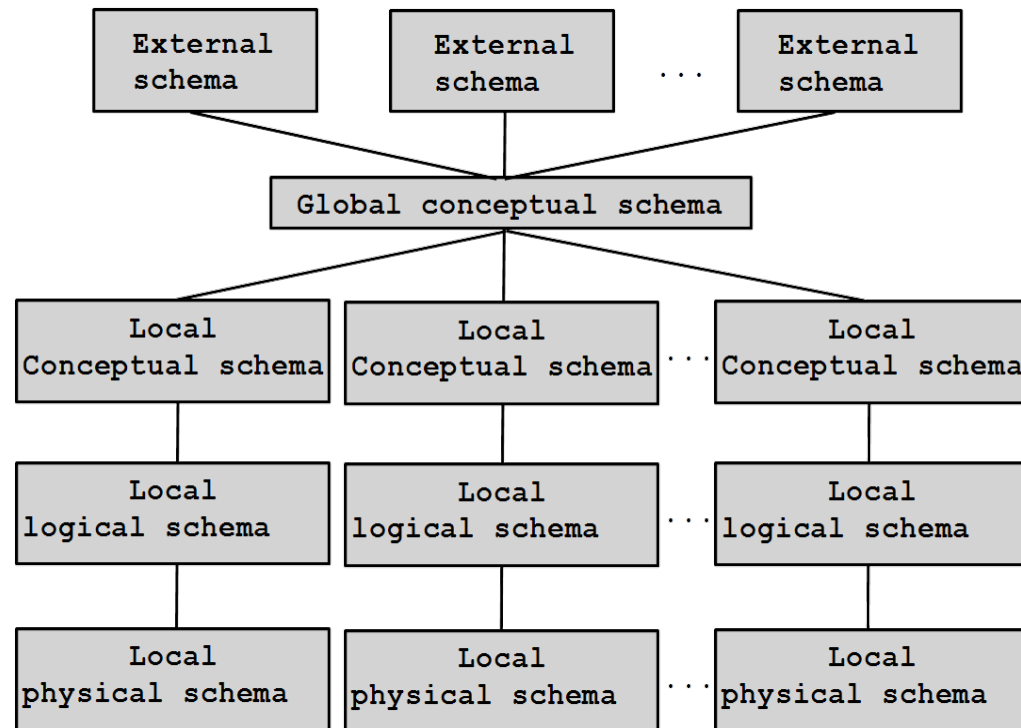 External
schema
External
schema
...
External
schema
Global conceptual schema
Local
Conceptual schema
Local
Conceptual schema
...
Local
Conceptual schema
Local
logical schema
Local
logical schema
...
Local
logical schema
Local
physical schema
Local
physical schema
...
Local
physical schema